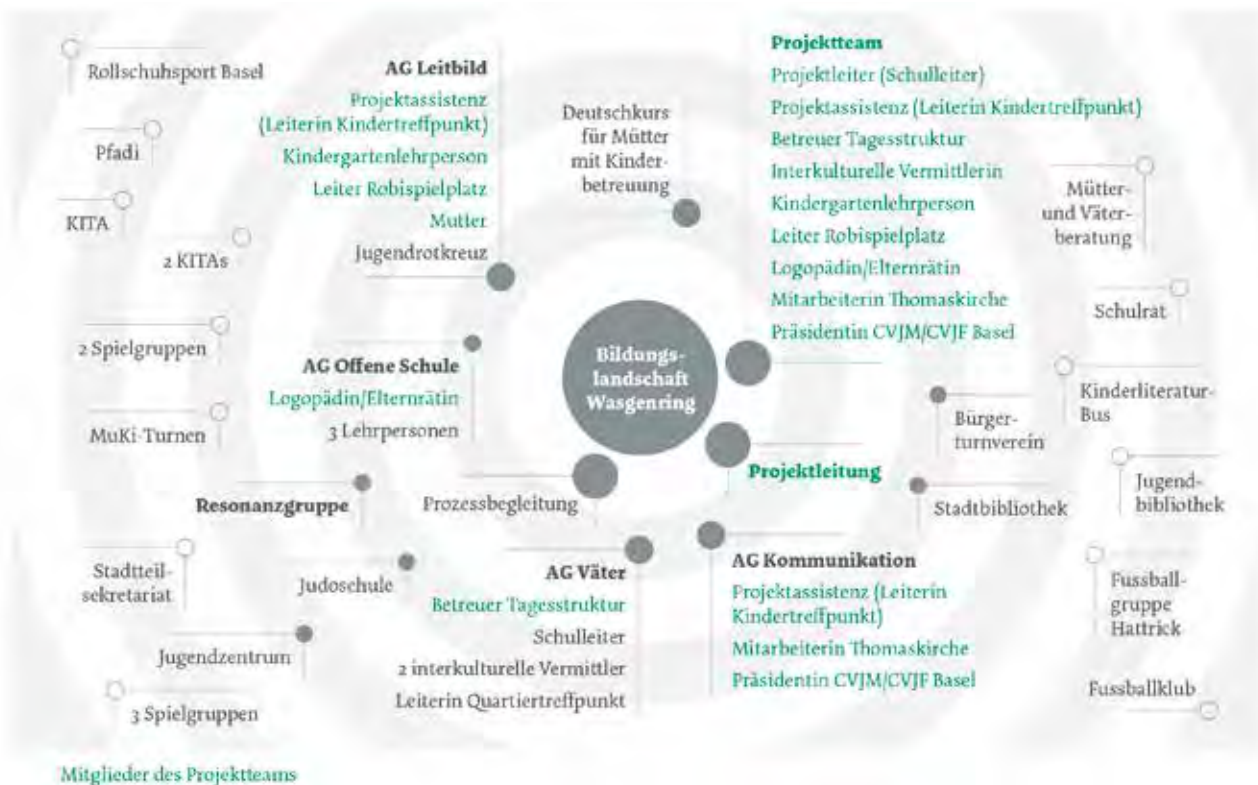 Rollschuhsport Basel
Pfadi
KITA
2 KITAs
2 Spielgruppen
MuKi-Turnen
AG Leitbild
Projektassistenz
(Leiterin Kindertreffpunkt)
Kindergartenlehrperson
Leiter Robispielplatz
Mutter
Jugendrotkreuz
AG Offene Schule
Logopädin/Elternrätin
3 Lehrpersonen
Resonanzgruppe
Deutschkurs
für Mütter
mit Kinder-
betreuung
Bildungs-
landschaft
Wasgenring
Projektteam
Projektleiter (Schulleiter)
Projektassistenz (Leiterin Kindertreffpunkt)
Betreuer Tagesstruktur
Interkulturelle Vermittlerin
Kindergartenlehrperson
Leiter Robispielplatz
Logopädin/Elternrätin
Mitarbeiterin Thomaskirche
Präsidentin CVJM/CVJF Basel
Mütter-
und Väter-
beratung
Schulrat
Kinderliteratur-
Bus
Bürger-
turnverein
Jugend-
bibliothek
Stadtbibliothek
Projektleitung
Prozessbegleitung
Stadtteil-
sekretariat
Judoschule
Jugendzentrum
3 Spielgruppen
AG Väter
Betreuer Tagesstruktur
Schulleiter
2 interkulturelle Vermittler
Leiterin Quartiertreffpunkt
AG Kommunikation
Projektassistenz (Leiterin
Kindertreffpunkt)
Mitarbeiterin Thomaskirche
Präsidentin CVJM/CVJF Basel
Fussball-
gruppe
Hattrick
Fussballklub
Mitglieder des Projektteams